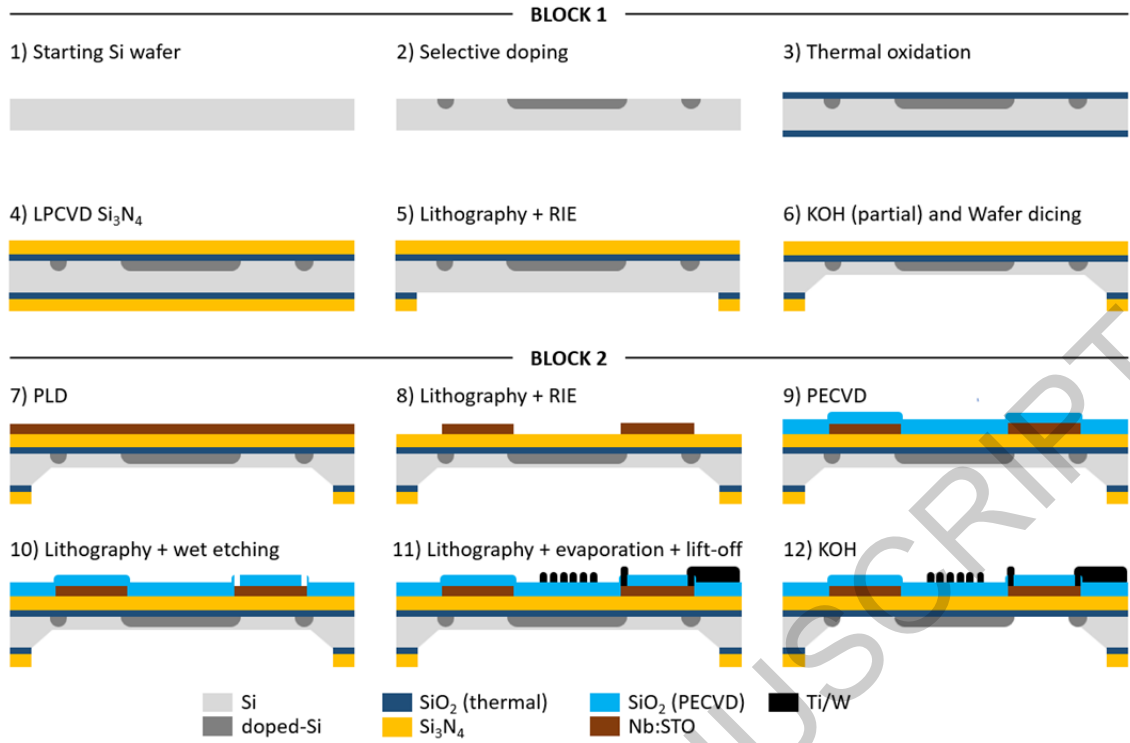 BLOCK 1
1) Starting Si wafer
2) Selective doping
3) Thermal oxidation
4) LPCVD Si₃N₄
5) Lithography + RIE
6) KOH (partial) and Wafer dicing
BLOCK 2
7) PLD
8) Lithography + RIE
9) PECVD
10) Lithography + wet etching
11) Lithography + evaporation + lift-off
12) KOH
Si
SiO₂ (thermal)
SiO₂ (PECVD)
Ti/W
doped-Si
Si₃N₄
Nb:STO
USCRIPT